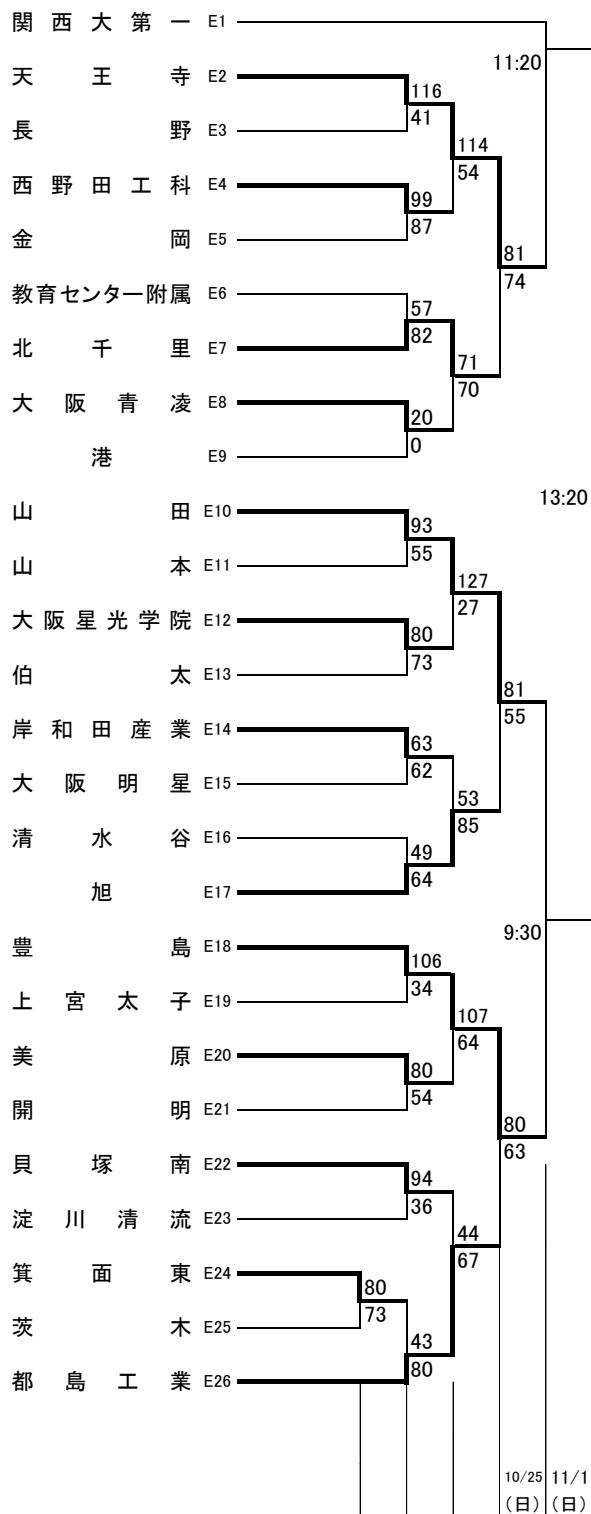 関西大第一 E1
11:20
天王寺 E2
116
41
長野 E3
114
54
西野田工科 E4
99
87
金岡 E5
81
74
教育センター附属 E6
57
82
北千里 E7
71
70
大阪青凌 E8
20
0
港 E9
13:20
山田 E10
93
55
山本 E11
127
27
大阪星光学院 E12
80
73
伯太 E13
81
55
岸和田産業 E14
63
62
大阪明星 E15
53
85
清水谷 E16
49
64
旭 E17
9:30
豊島 E18
106
34
上宮太子 E19
107
64
美原 E20
80
54
開明 E21
80
63
貝塚南 E22
94
36
淀川清流 E23
44
67
箕面東 E24
80
73
茨木 E25
43
80
都島工業 E26
10/25 11/1
(日) (日)